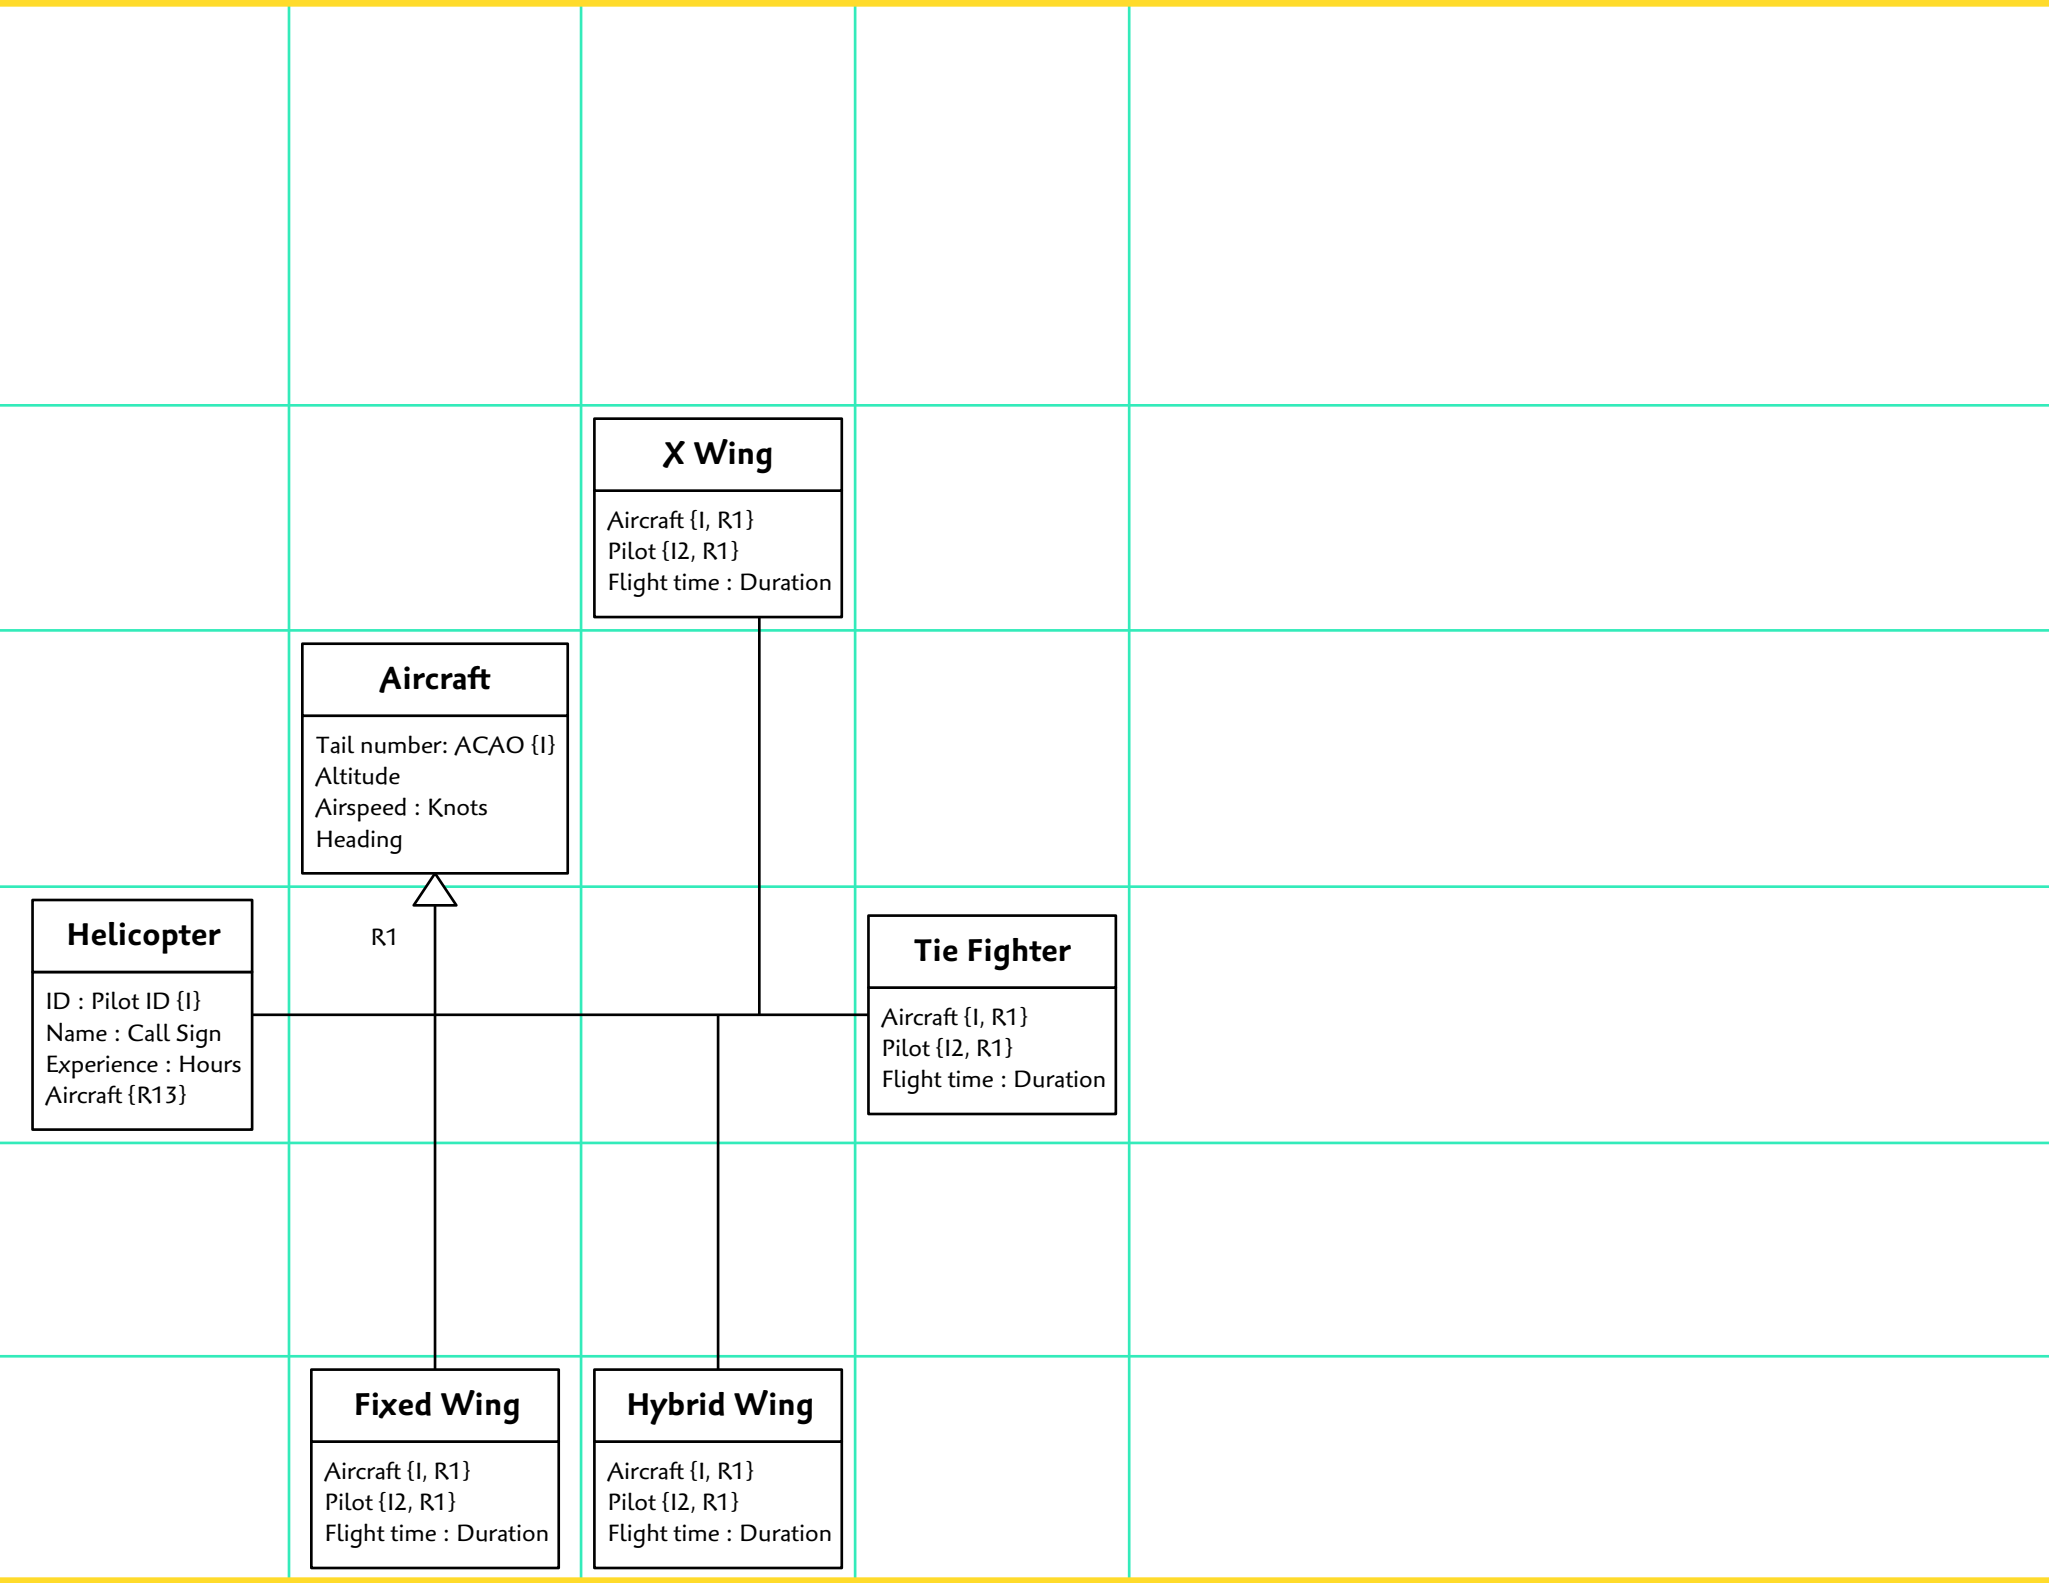 X Wing
Aircraft {I, R1}
Pilot {I2, R1}
Flight time : Duration
Aircraft
Tail number: ACAO {I}
Altitude
Airspeed : Knots
Heading
R1
Helicopter
ID : Pilot ID {I}
Name : Call Sign
Experience : Hours
Aircraft {R13}
Tie Fighter
Aircraft {I, R1}
Pilot {I2, R1}
Flight time : Duration
Fixed Wing
Aircraft {I, R1}
Pilot {I2, R1}
Flight time : Duration
Hybrid Wing
Aircraft {I, R1}
Pilot {I2, R1}
Flight time : Duration